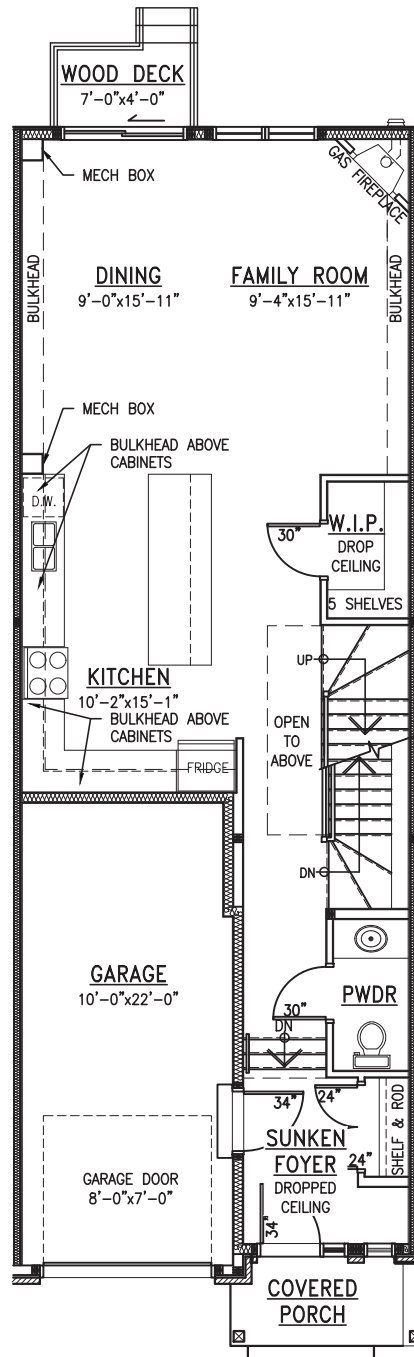 WOOD DECK
7'-0"x4'-0"
MECH BOX
GAS FIREPLACE
BULKHEAD
DINING
9'-0"x15'-11"
FAMILY ROOM
9'-4"x15'-11"
BULKHEAD
MECH BOX
BULKHEAD ABOVE
CABINETS
D.W.
30"
W.I.P.
DROP
CEILING
5 SHELVES
UP
KITCHEN
10'-2"x15'-1"
BULKHEAD ABOVE
CABINETS
OPEN
TO
ABOVE
FRIDGE
DN
GARAGE
10'-0"x22'-0"
PWDR
30"
DN
34"
24"
SUNKEN
FOYER
DROPPED
CEILING
24"
SHELF & ROD
GARAGE DOOR
8'-0"x7'-0"
34"
COVERED
PORCH